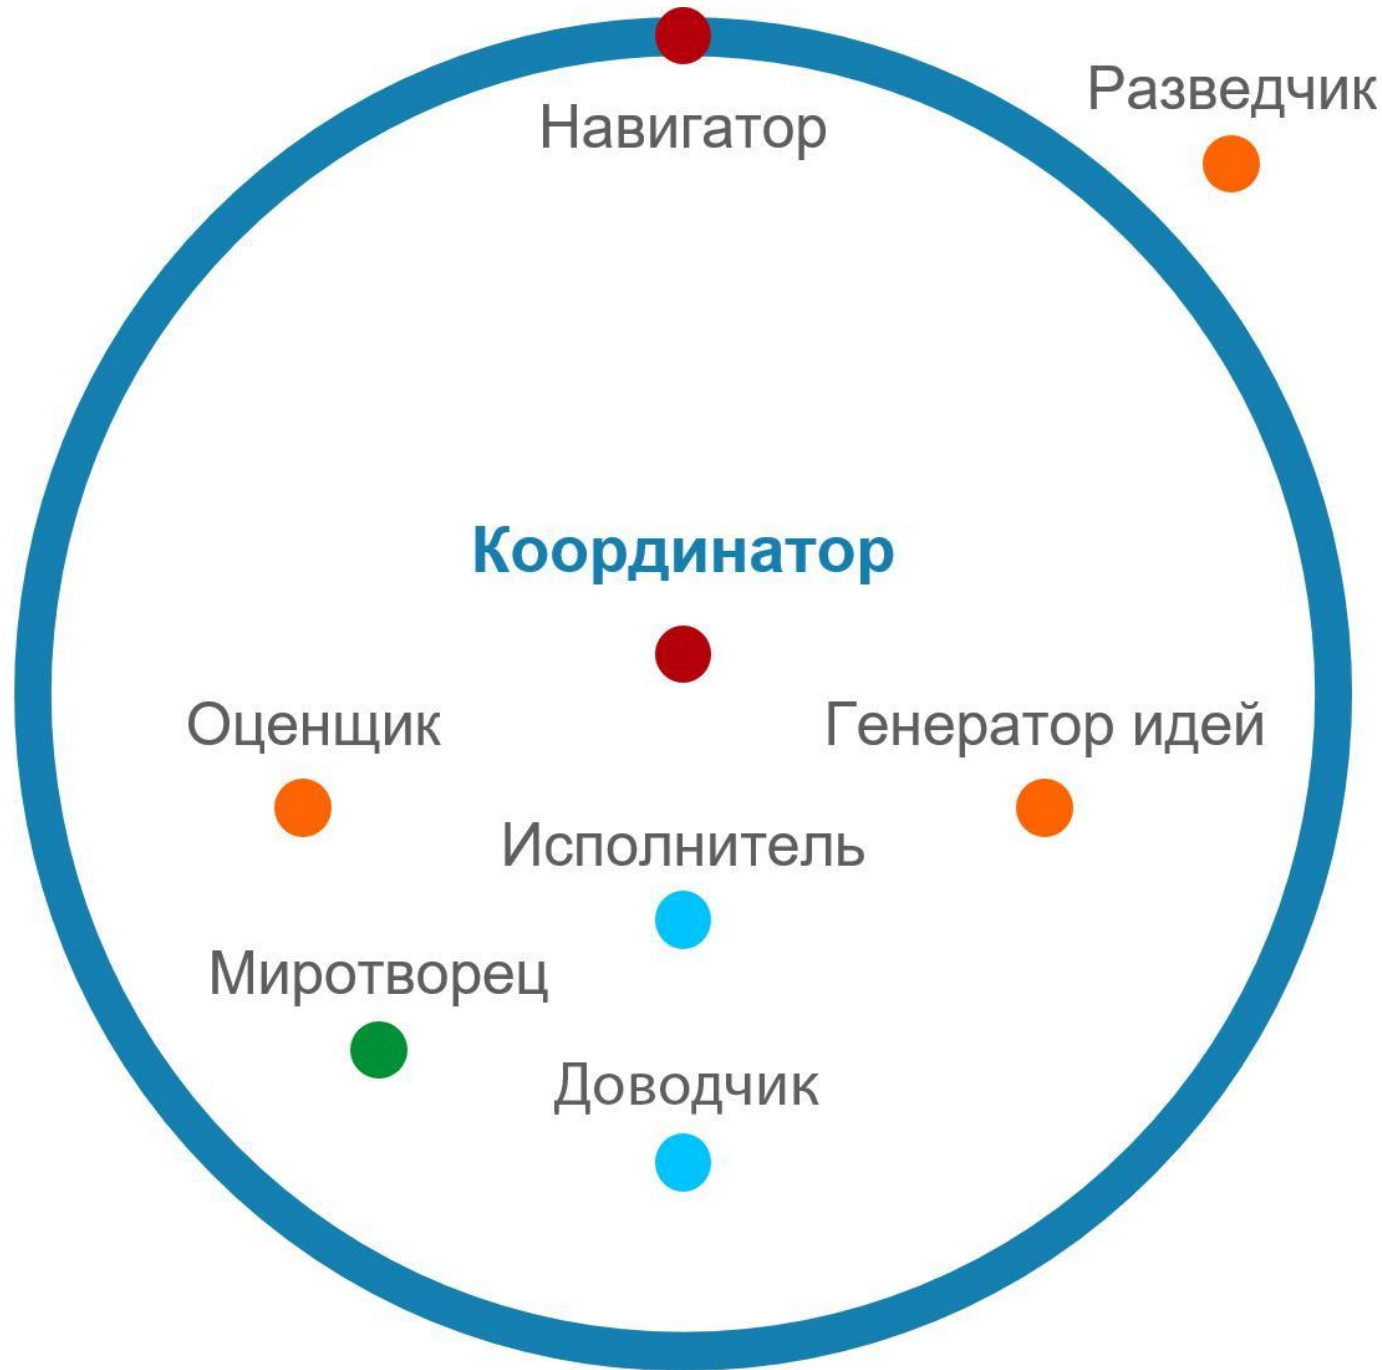 Разведчик
Навигатор
Координатор
Оценщик
Генератор идей
Исполнитель
Миротворец
Доводчик